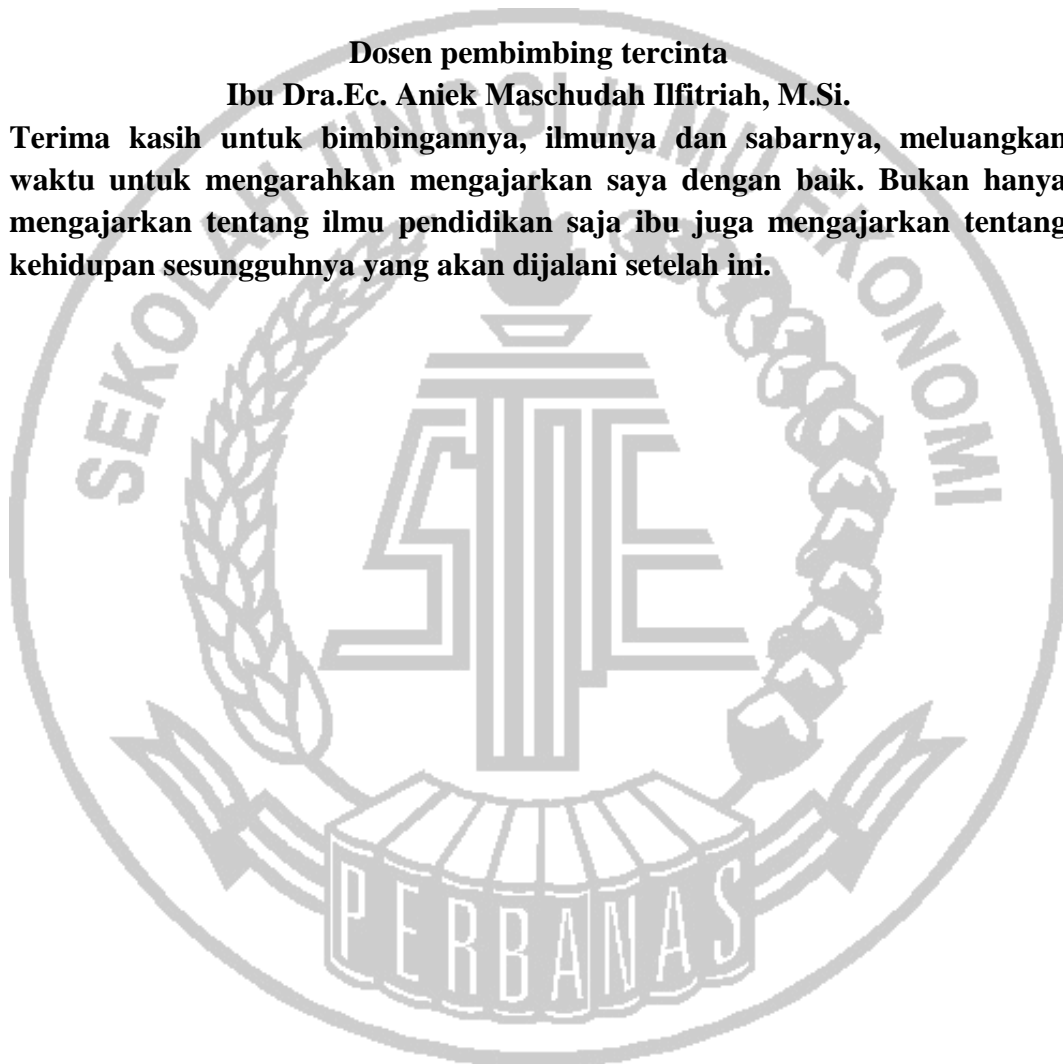 Dosen pembimbing tercinta
Ibu Dra.Ec. Aniek Maschudah Ilfitriah, M.Si.
Terima kasih untuk bimbingannya, ilmunya dan sabarnya, meluangkan
waktu untuk mengarahkan mengajarkan saya dengan baik. Bukan hanya
mengajarkan tentang ilmu pendidikan saja ibu juga mengajarkan tentang
kehidupan sesungguhnya yang akan dijalani setelah ini.
SEKOLAH TINGGI ILMU EKONOMI
STIE
PERBANAS